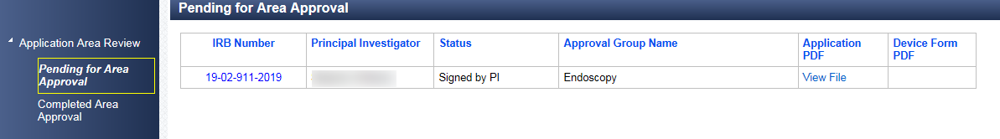 Pending for Area Approval
Application Area Review
Pending for Area
Approval
Completed Area
Approval
IRB Number Principal Investigator Status Approval Group Name Application PDF Device Form PDF
19-02-911-2019 Signed by PI Endoscopy View File